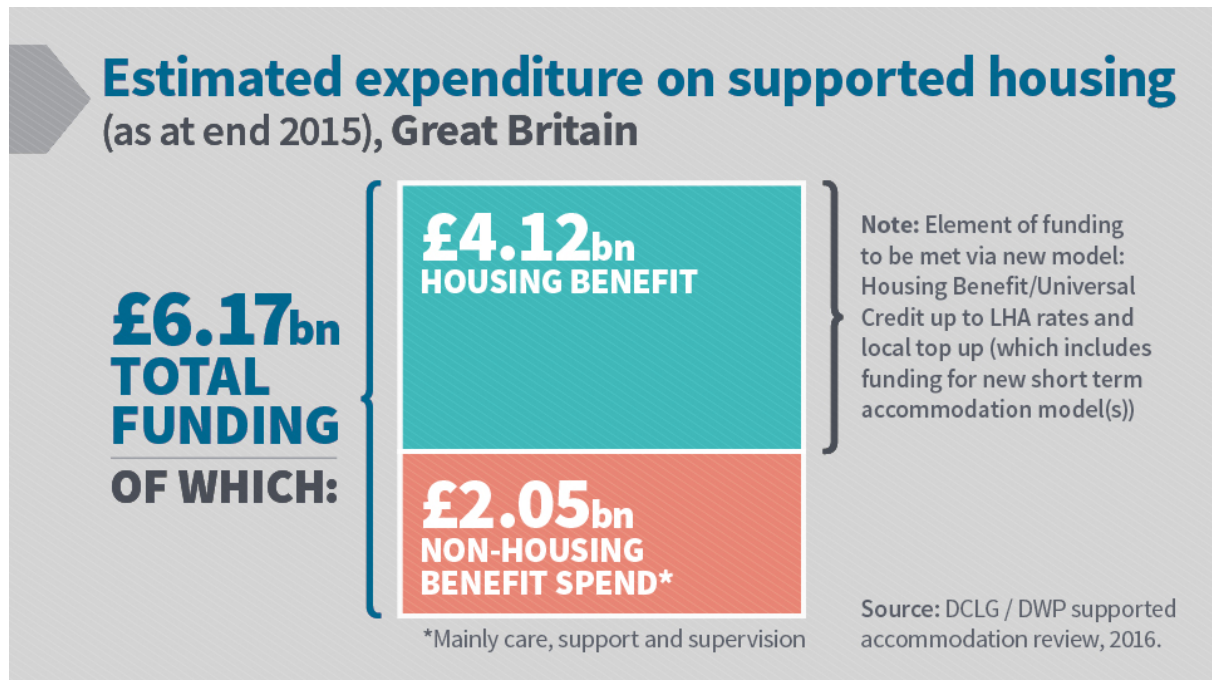 Estimated expenditure on supported housing
(as at end 2015), Great Britain
£6.17bn
TOTAL
FUNDING
OF WHICH:
£4.12bn
HOUSING BENEFIT
£2.05bn
NON-HOUSING
BENEFIT SPEND*
*Mainly care, support and supervision
Note: Element of funding
to be met via new model:
Housing Benefit/Universal
Credit up to LHA rates and
local top up (which includes
funding for new short term
accommodation model(s))
Source: DCLG / DWP supported
accommodation review, 2016.